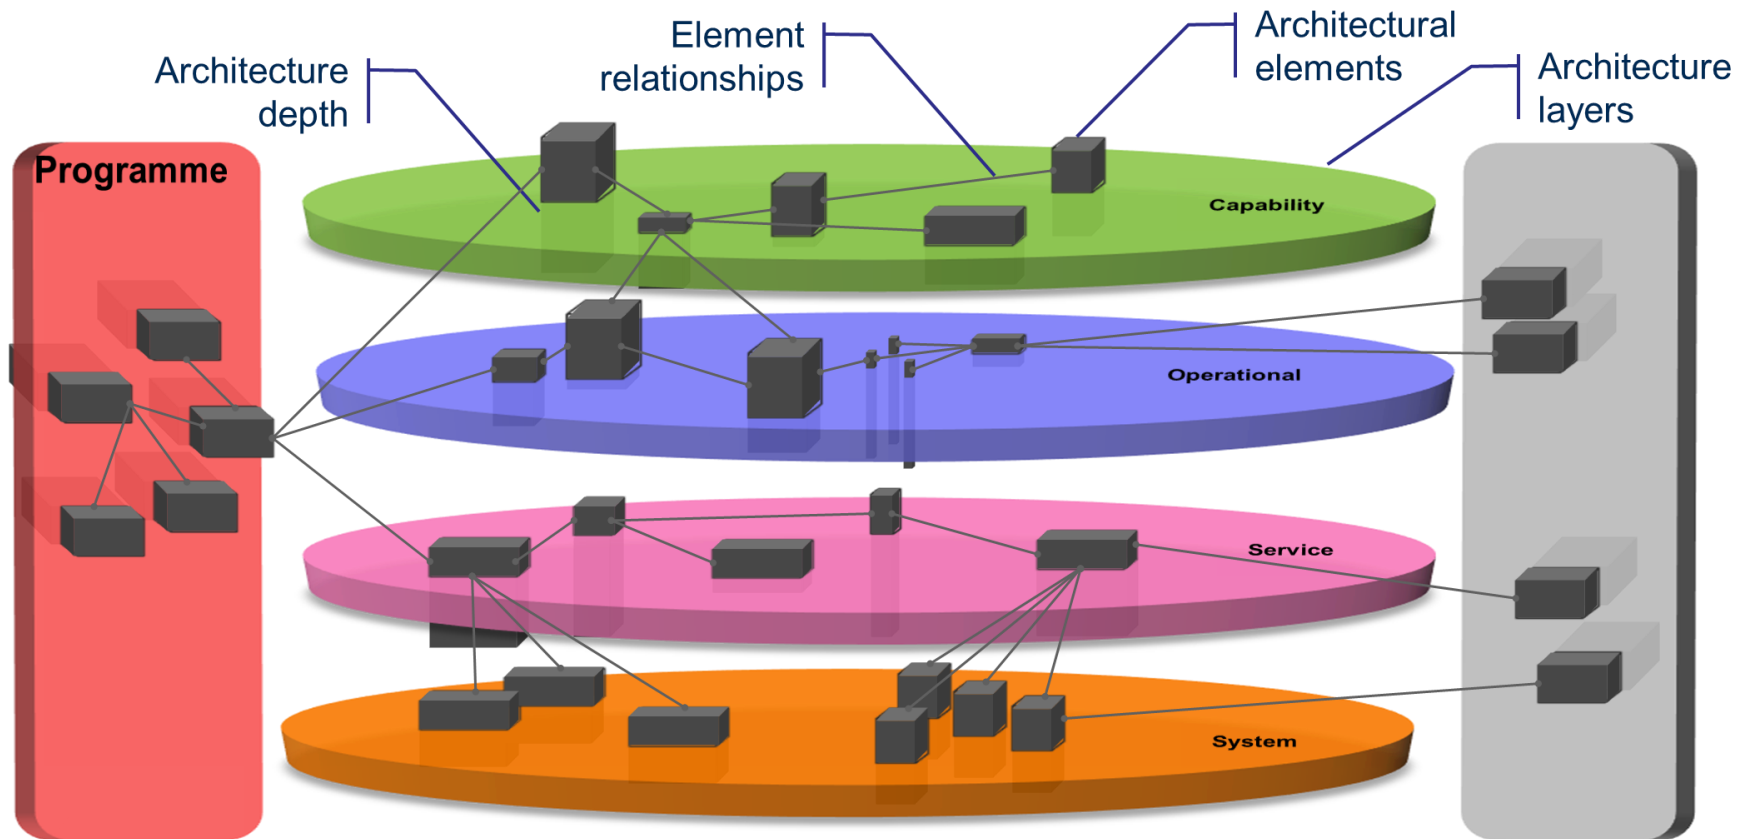 Architecture
depth
Element
relationships
Architectural
elements
Architecture
layers
Programme
Capability
Operational
Service
System